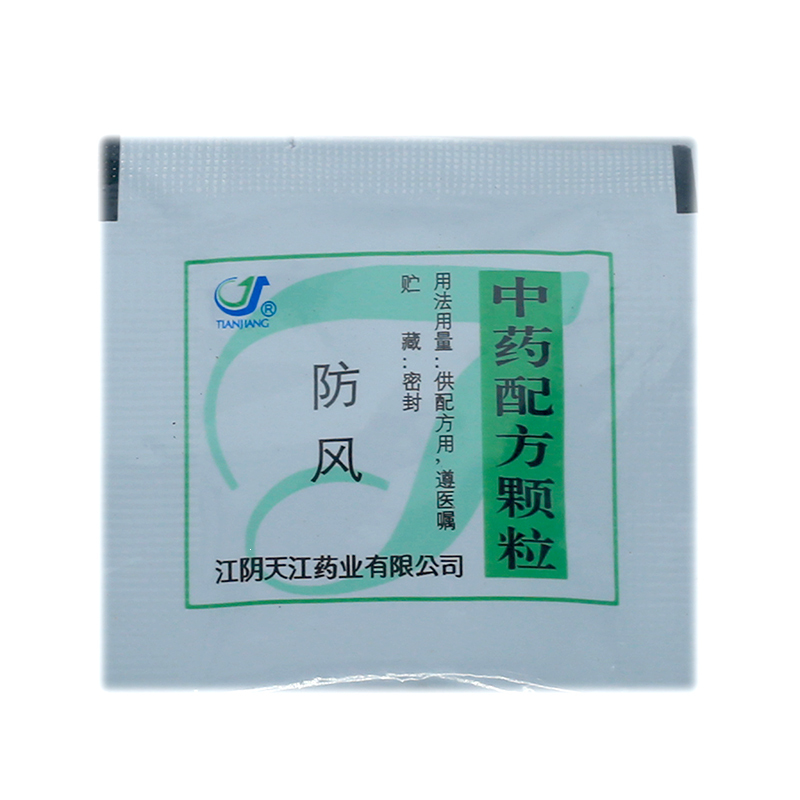 中药配方颗粒
用法用量：供配方用，遵医嘱
贮藏：密封
TIANJIANG
®
防风
江阴天江药业有限公司